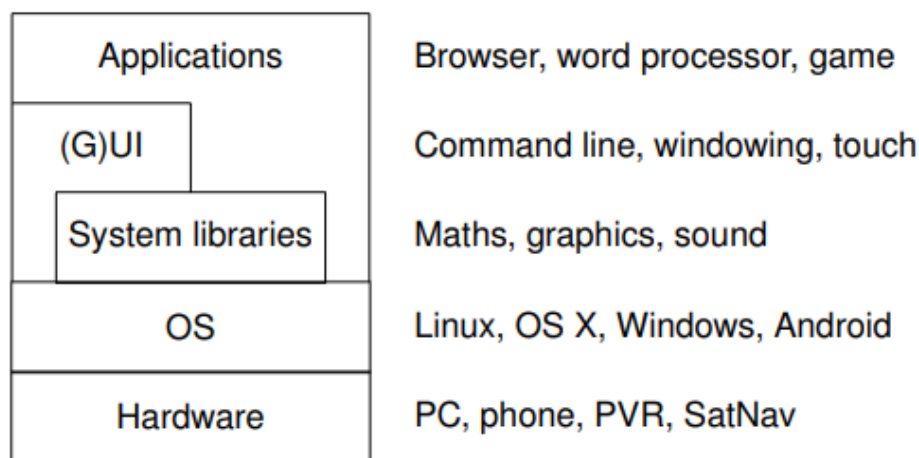 Applications Browser, word processor, game
(G)UI Command line, windowing, touch
System libraries Maths, graphics, sound
OS Linux, OS X, Windows, Android
Hardware PC, phone, PVR, SatNav